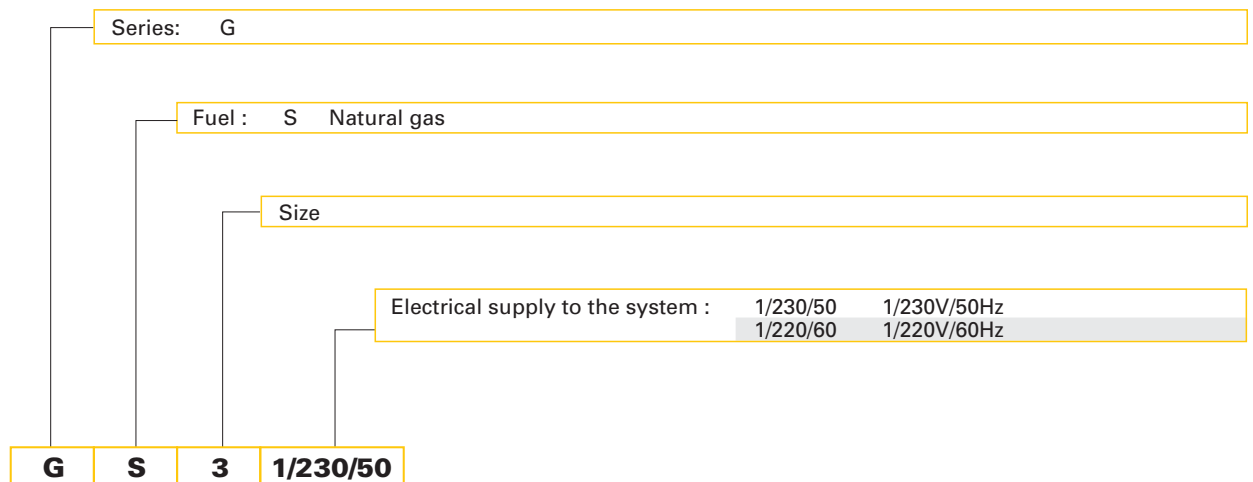 Series: G
Fuel : S Natural gas
Size
Electrical supply to the system : 1/230/50 1/230V/50Hz
1/220/60 1/220V/60Hz
G S 3 1/230/50